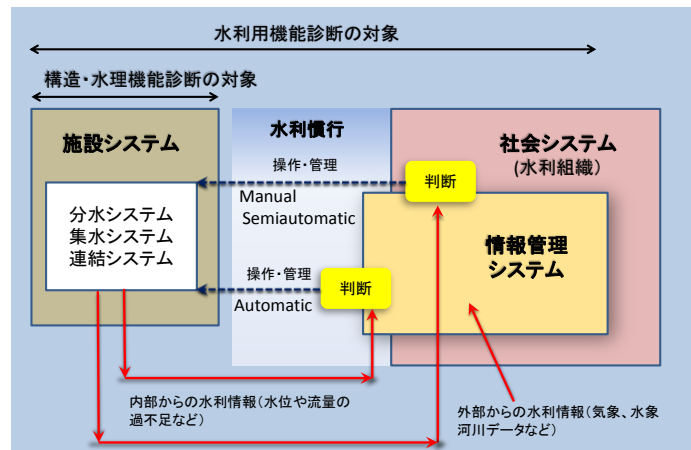 水利用機能診断の対象
構造・水理機能診断の対象
施設システム
分水システム
集水システム
連結システム
水利慣行
操作・管理
Manual
Semiautomatic
操作・管理
Automatic
社会システム
(水利組織)
判断
情報管理
システム
判断
内部からの水利情報(水位や流量の
過不足など)
外部からの水利情報(気象、水象
河川データなど)